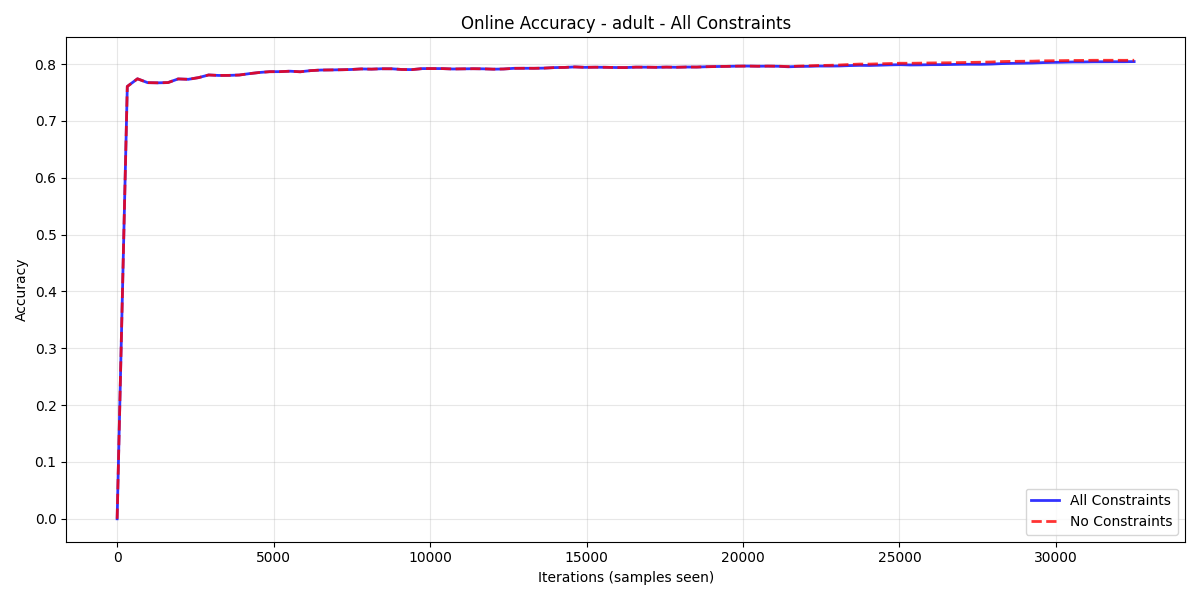 Online Accuracy - adult - All Constraints
Accuracy
0.8
0.7
0.6
0.5
0.4
0.3
0.2
0.1
0.0
0 5000 10000 15000 20000 25000 30000
Iterations (samples seen)
All Constraints
No Constraints